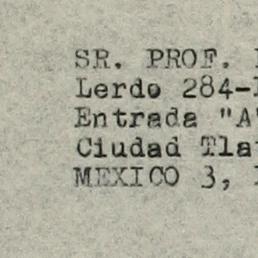 SR. PROF.
Lerdo 284-
Entrada "A"
Ciudad
MEXICO 3,